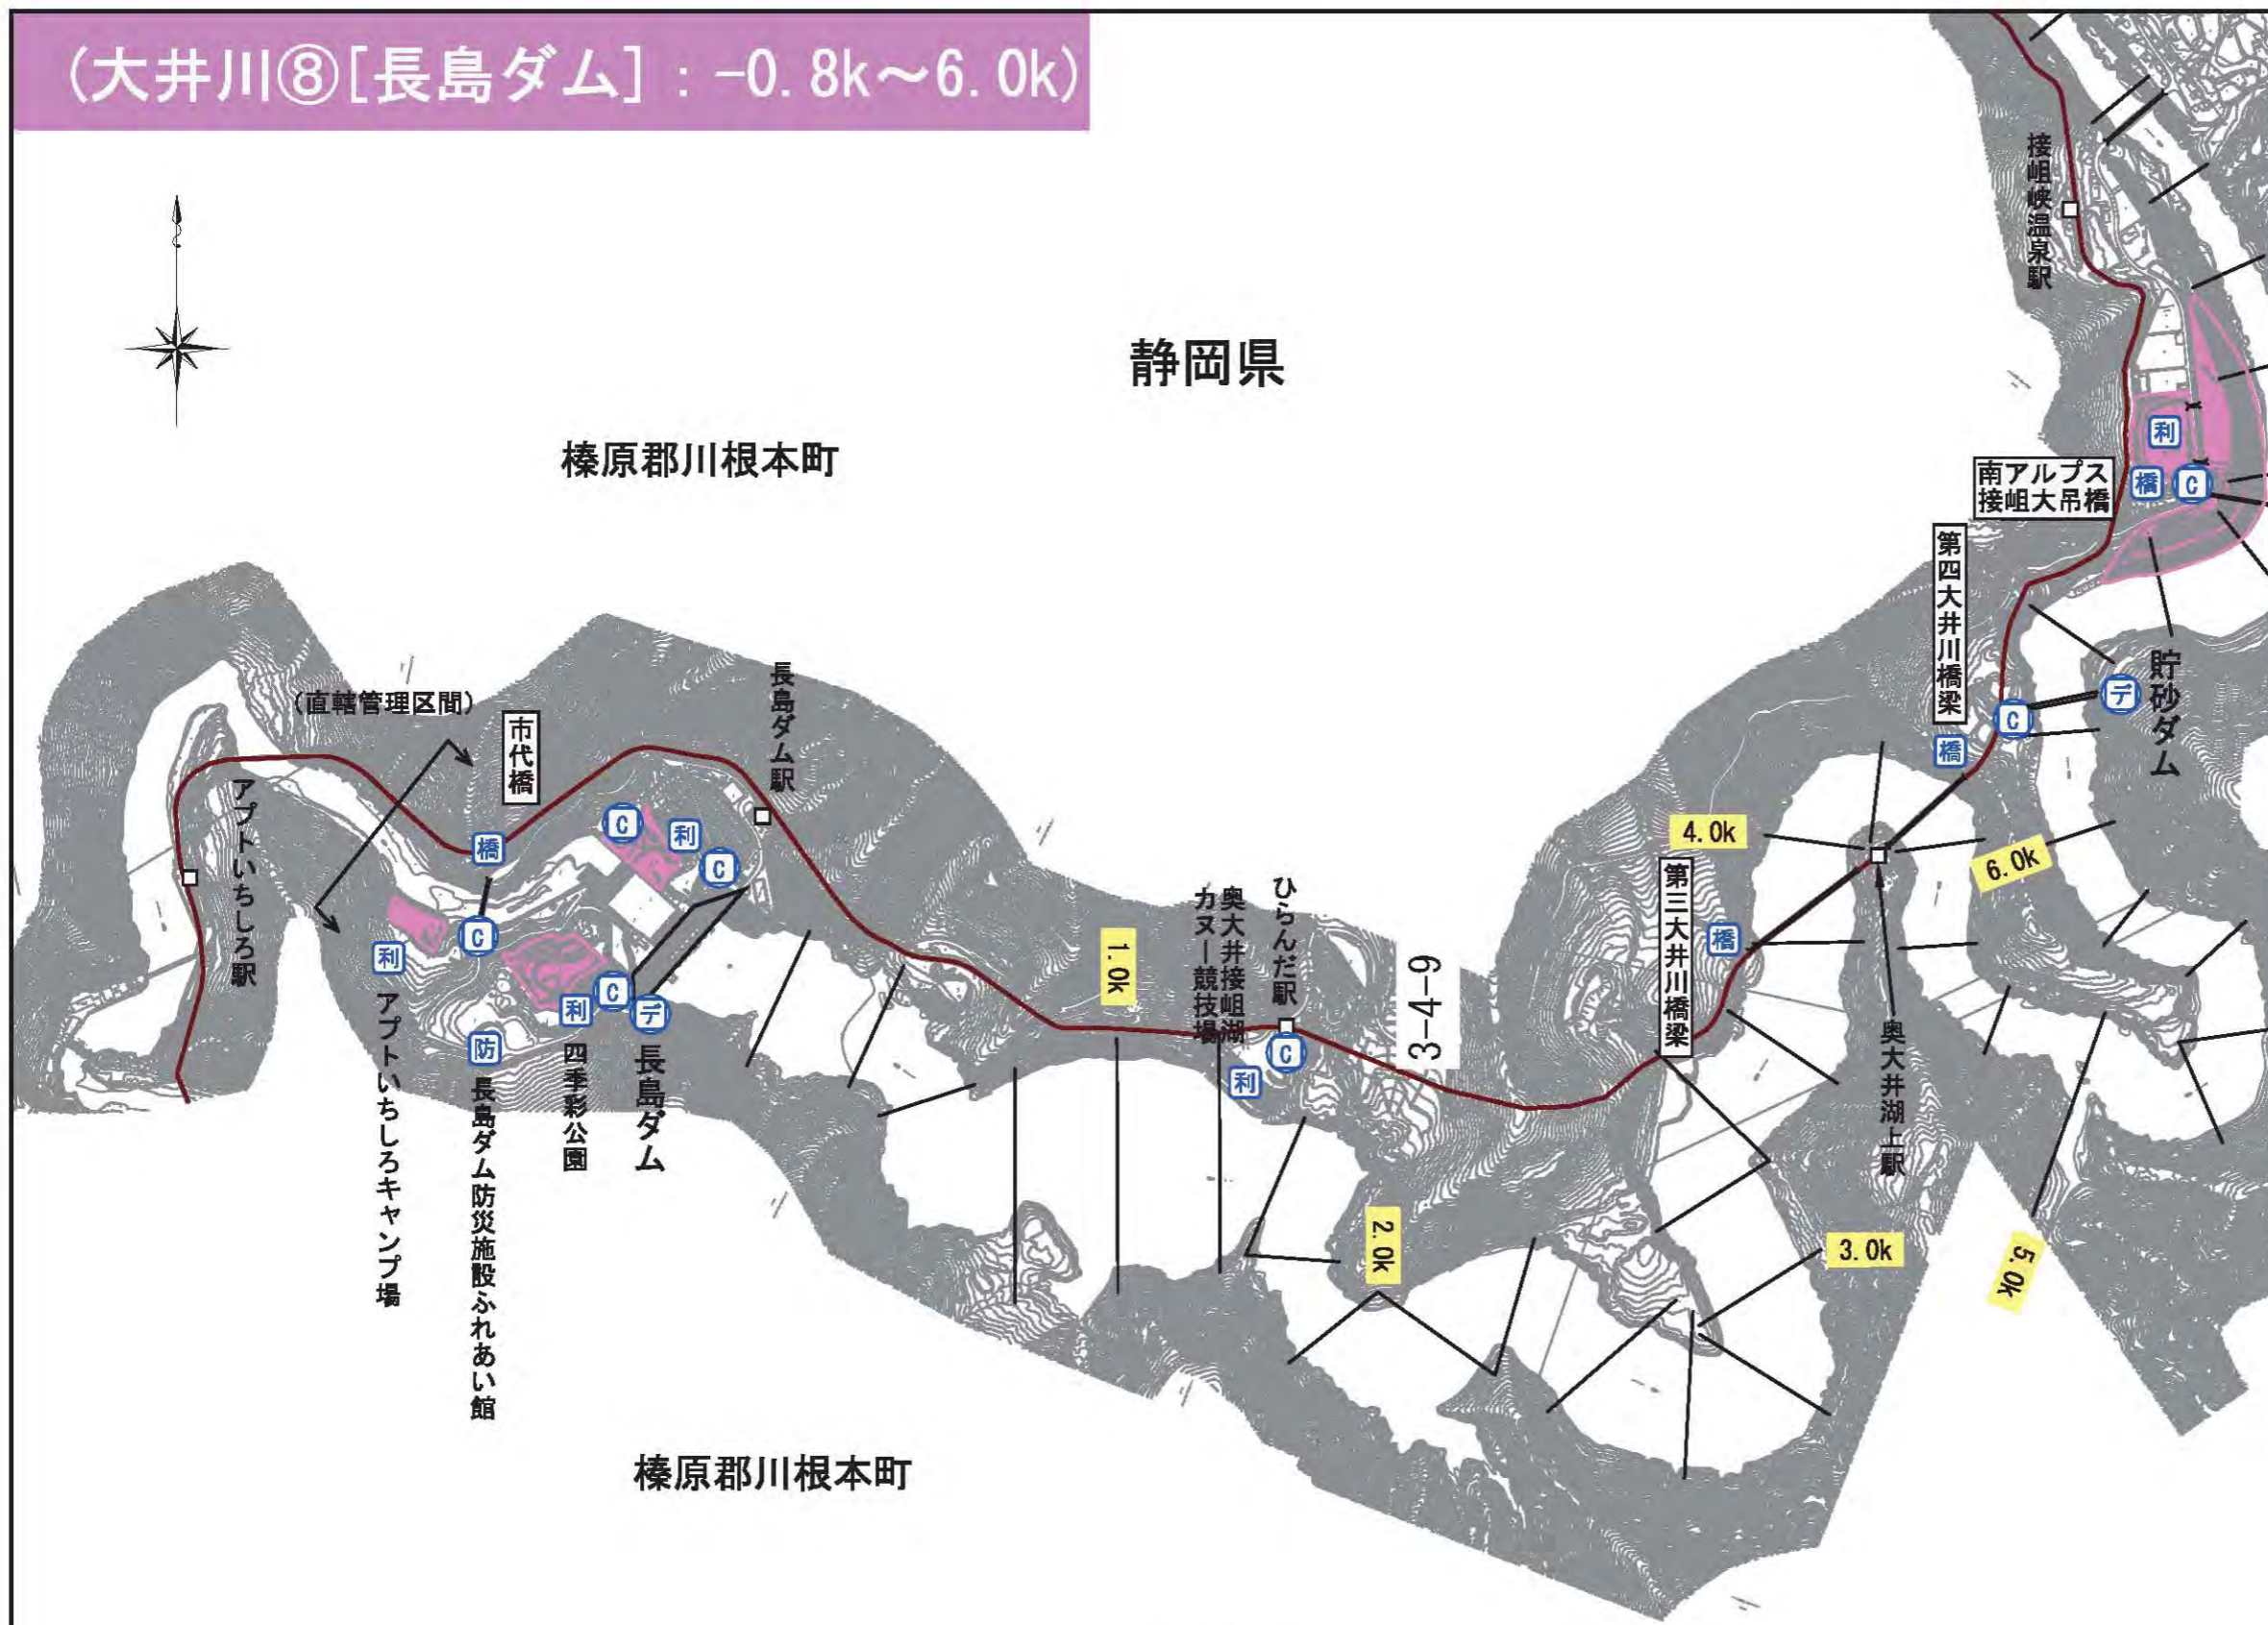 (大井川⑧[長島ダム]:-0.8k～6.0k)
静岡県
榛原郡川根本町
接岨峡温泉駅
利
橋
C
南アルプス
接岨大吊橋
第四大井川橋梁
C
デ
貯砂ダム
橋
(直轄管理区間)
市代橋
長島ダム駅
アプトいちしろ駅
橋
C
利
C
利
C
アプトいちしろキャンプ場
防
長島ダム防災施設ふれあい館
利
四季彩公園
C
デ
長島ダム
1.0k
奥大井接岨湖
カヌー競技場
ひらんだ駅
C
利
3-4-9
2.0k
第三大井川橋梁
橋
4.0k
6.0k
奥大井湖上駅
3.0k
5.0k
榛原郡川根本町